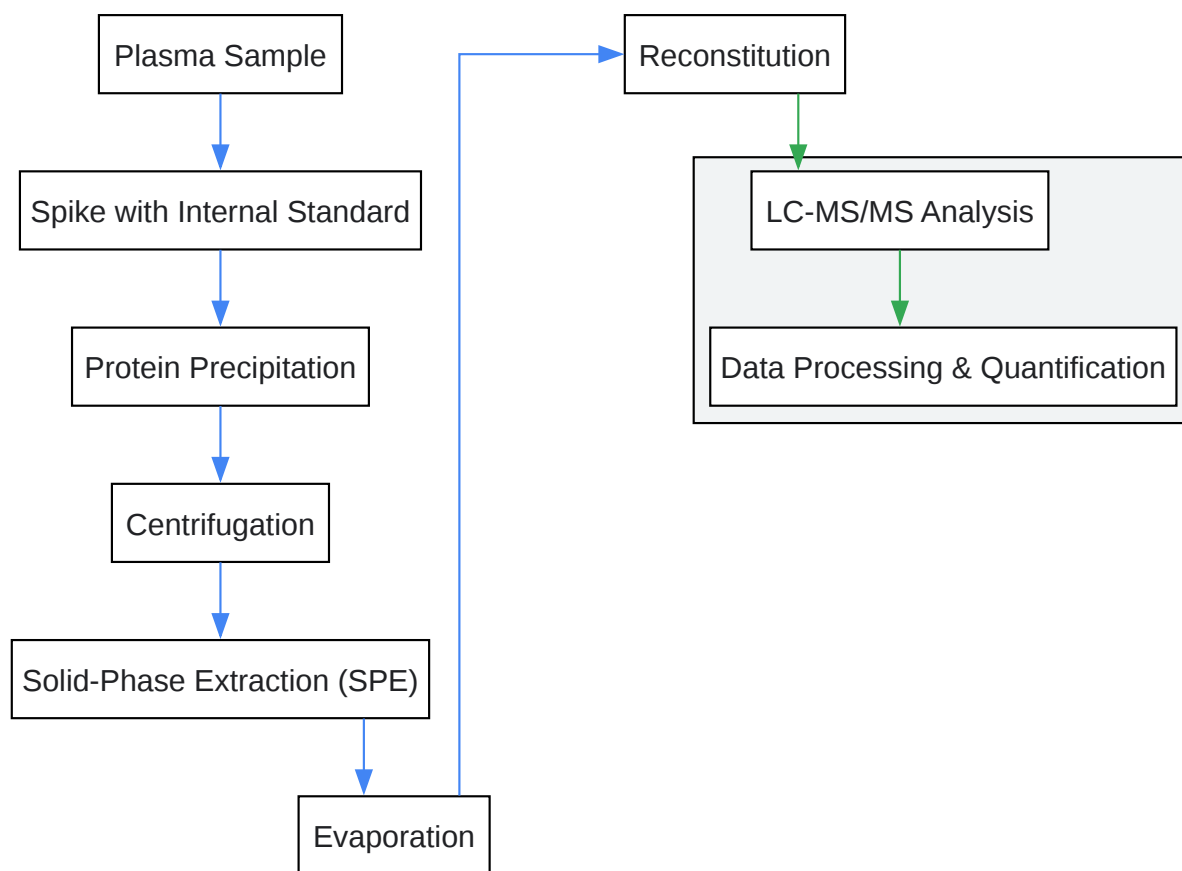 Plasma Sample
Spike with Internal Standard
Protein Precipitation
Centrifugation
Solid-Phase Extraction (SPE)
Evaporation
Reconstitution
LC-MS/MS Analysis
Data Processing & Quantification